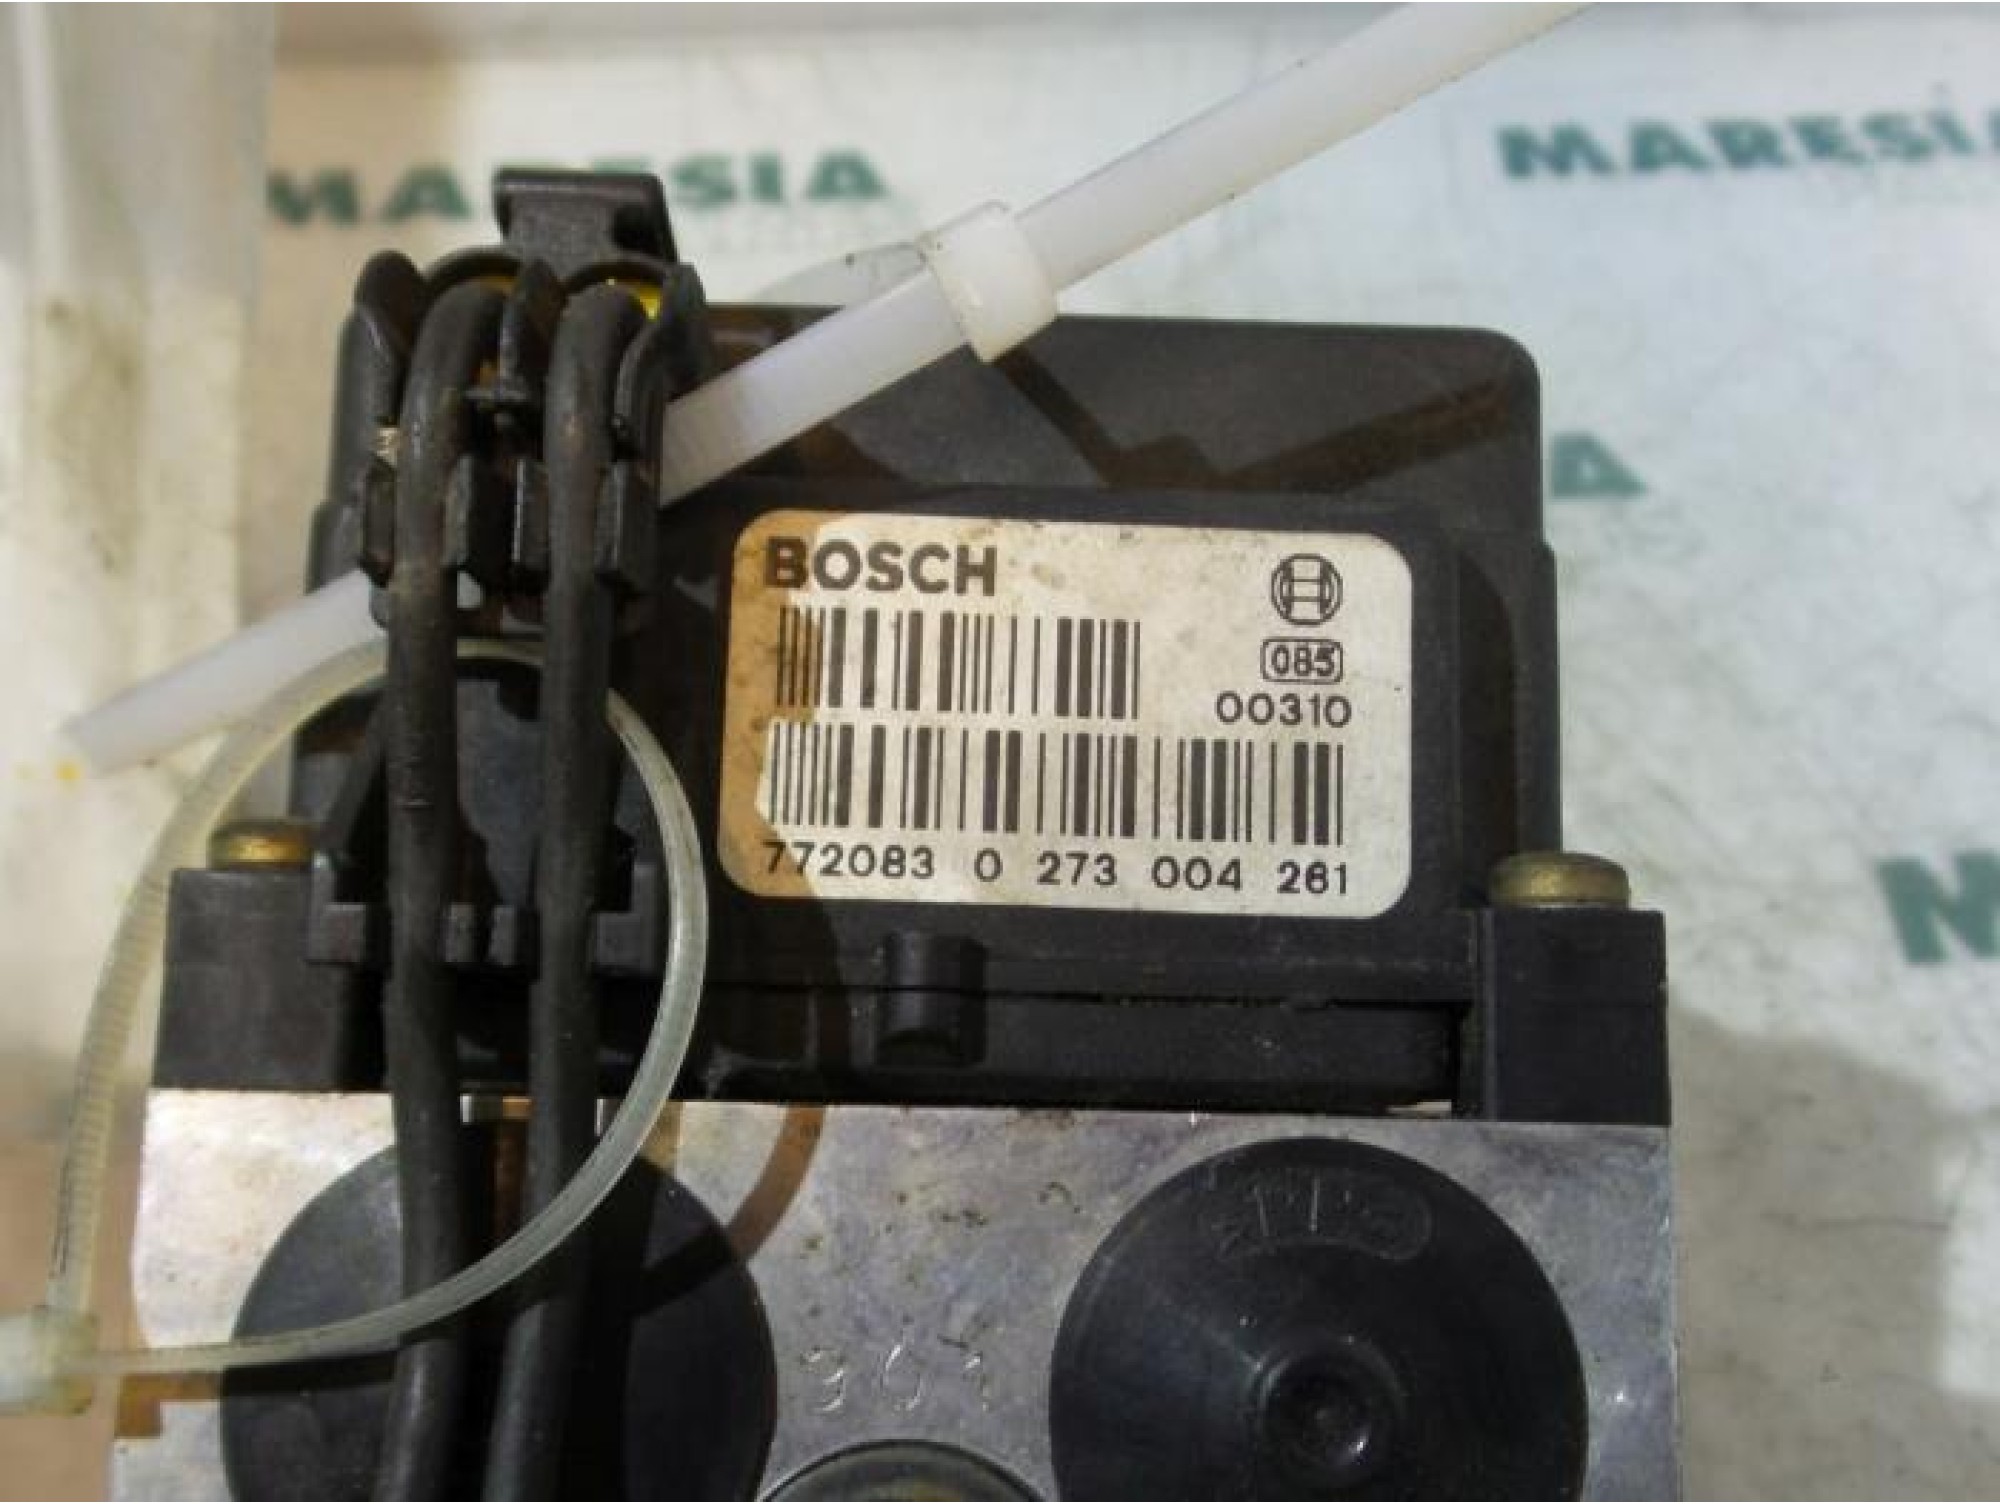 MARESIA
MARESIA
A
M
BOSCH
085
00310
772083 0 273 004 261